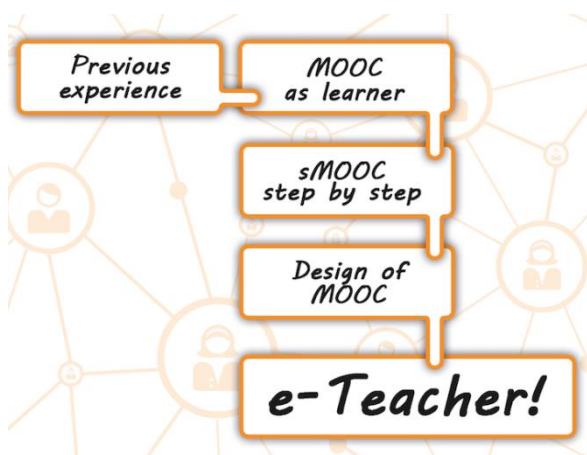 Previous
experience
MOOC
as learner
sMOOC
step by step
Design of
MOOC
e-Teacher!